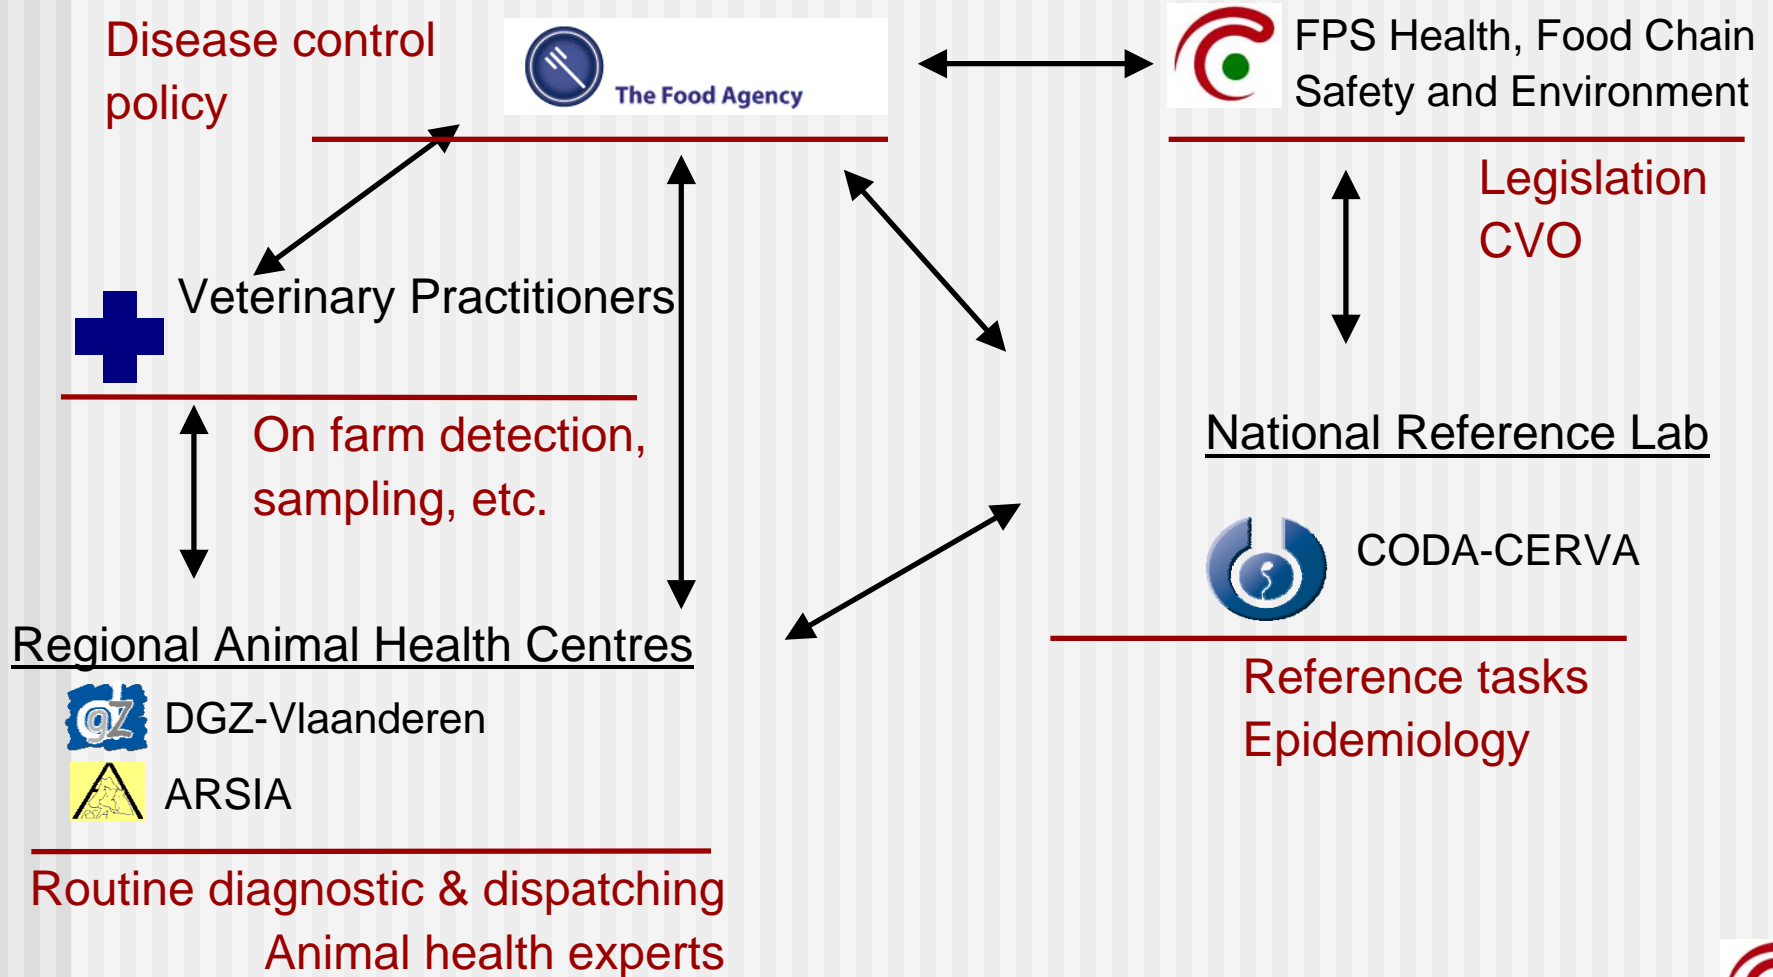 Disease control
policy
The Food Agency
FPS Health, Food Chain
Safety and Environment
Legislation
CVO
Veterinary Practitioners
On farm detection,
sampling, etc.
National Reference Lab
CODA-CERVA
Reference tasks
Epidemiology
Regional Animal Health Centres
gZ
DGZ-Vlaanderen
RSIA
ARSIA
Routine diagnostic & dispatching
Animal health experts